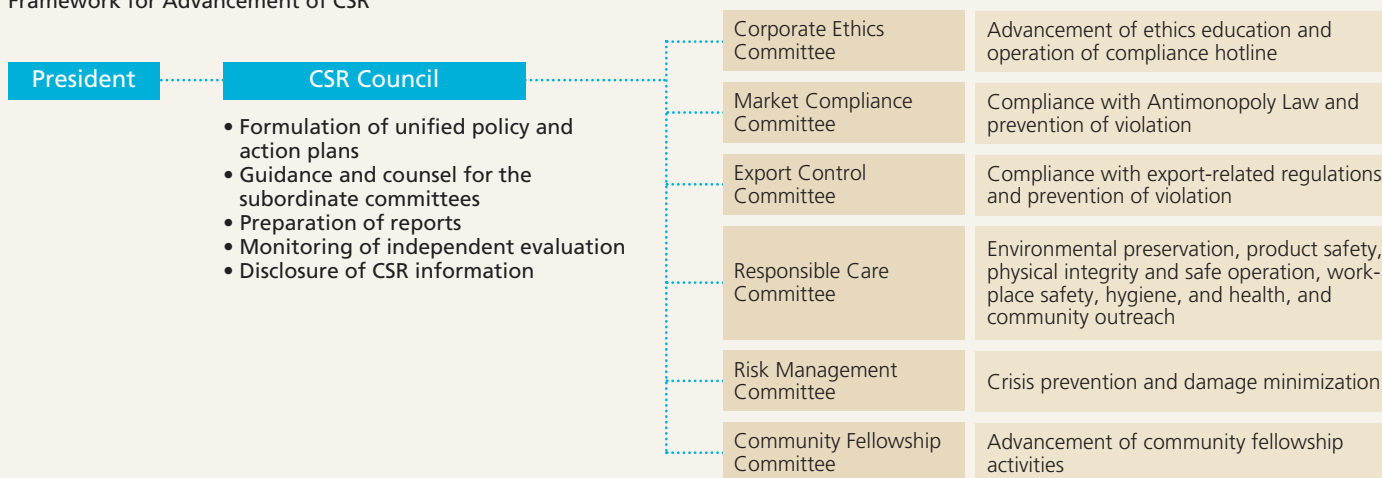 Framework for Advancement of CSR
President
CSR Council
• Formulation of unified policy and
action plans
• Guidance and counsel for the
subordinate committees
• Preparation of reports
• Monitoring of independent evaluation
• Disclosure of CSR information
Corporate Ethics
Committee
Advancement of ethics education and
operation of compliance hotline
Market Compliance
Committee
Compliance with Antimonopoly Law and
prevention of violation
Export Control
Committee
Compliance with export-related regulations
and prevention of violation
Responsible Care
Committee
Environmental preservation, product safety,
physical integrity and safe operation, work-
place safety, hygiene, and health, and
community outreach
Risk Management
Committee
Crisis prevention and damage minimization
Community Fellowship
Committee
Advancement of community fellowship
activities